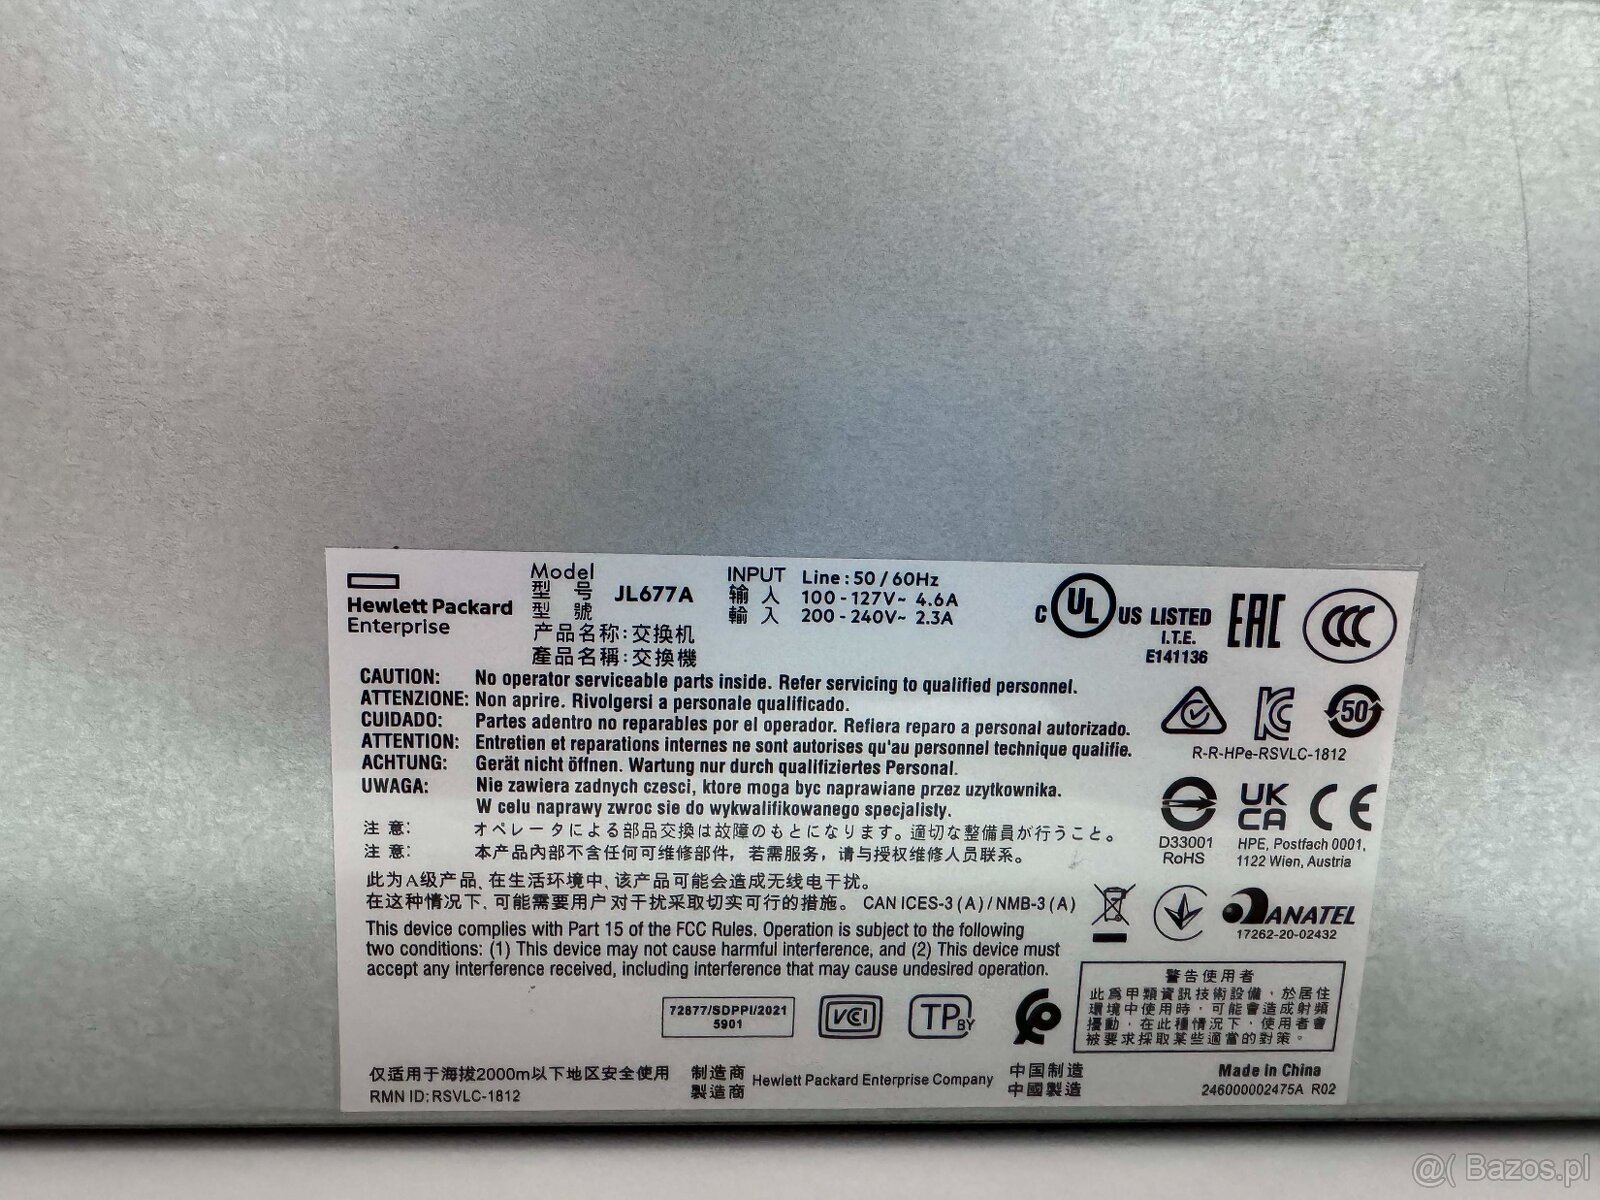 Hewlett Packard
Enterprise
Model
型 号
型 號
JL677A
产品名称:交换机
產品名稱:交換機
INPUT
输 入
輸 入
Line : 50 / 60Hz
100 - 127V~ 4.6A
200 - 240V~ 2.3A
C UL US LISTED
I.T.E.
E141136
EAC
CCC
CAUTION: No operator serviceable parts inside. Refer servicing to qualified personnel.
ATTENZIONE: Non aprire. Rivolgersi a personale qualificado.
CUIDADO: Partes adentro no reparables por el operador. Refiera reparo a personal autorizado.
ATTENTION: Entretien et reparations internes ne sont autorises qu'au personnel technique qualifie.
ACHTUNG: Gerät nicht öffnen. Wartung nur durch qualifiziertes Personal.
UWAGA: Nie zawiera zadnych czesci, ktore moga byc naprawiane przez uzytkownika.
W celu naprawy zwroc sie do wykwalifikowanego specjalisty.
注 意: オペレータによる部品交換は故障のもとになります。適切な整備員が行うこと。
注 意: 本产品内部不含任何可维修部件，若需服务，请与授权维修人员联系。
50
R-R-HPe-RSVLC-1812
D33001
RoHS
UK
CA
CE
HPE, Postfach 0001,
1122 Wien, Austria
此为A级产品, 在生活环境中, 该产品可能会造成无线电干扰。
在这种情况下, 可能需要用户对干扰采取切实可行的措施。 CAN ICES-3 (A) / NMB-3 (A)
This device complies with Part 15 of the FCC Rules. Operation is subject to the following
two conditions: (1) This device may not cause harmful interference, and (2) This device must
accept any interference received, including interference that may cause undesired operation.
ANATEL
17262-20-02432
72877/SDPPI/2021
5901
VCCI
TP BY
警告使用者
此為甲類資訊技術設備，於居住
環境中使用時，可能會造成射頻
擾動，在此種情況下，使用者會
被要求採取某些適當的對策。
仅适用于海拔2000m以下地区安全使用
RMN ID: RSVLC-1812
制造商
製造商
Hewlett Packard Enterprise Company
中国制造
中國製造
Made in China
246000002475A R02
@( Bazos.pl